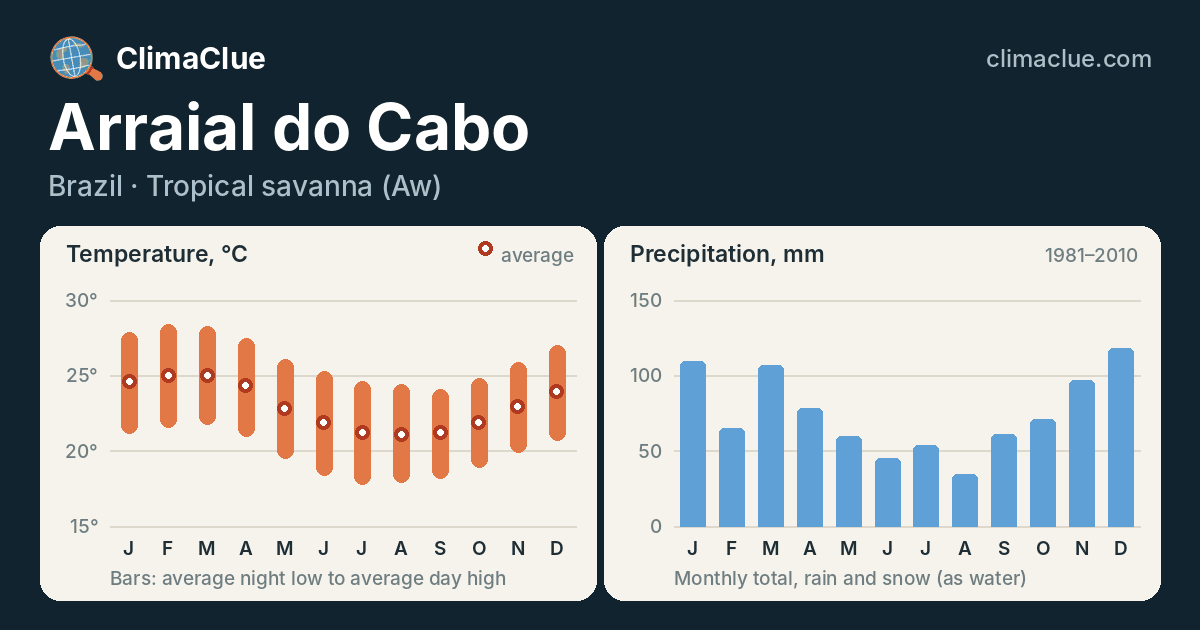 ClimaClue
climaclue.com
Arraial do Cabo
Brazil · Tropical savanna (Aw)
Temperature, °C
average
30°
25°
20°
15°
J F M A M J J A S O N D
Bars: average night low to average day high
Precipitation, mm
1981–2010
150
100
50
0
J F M A M J J A S O N D
Monthly total, rain and snow (as water)